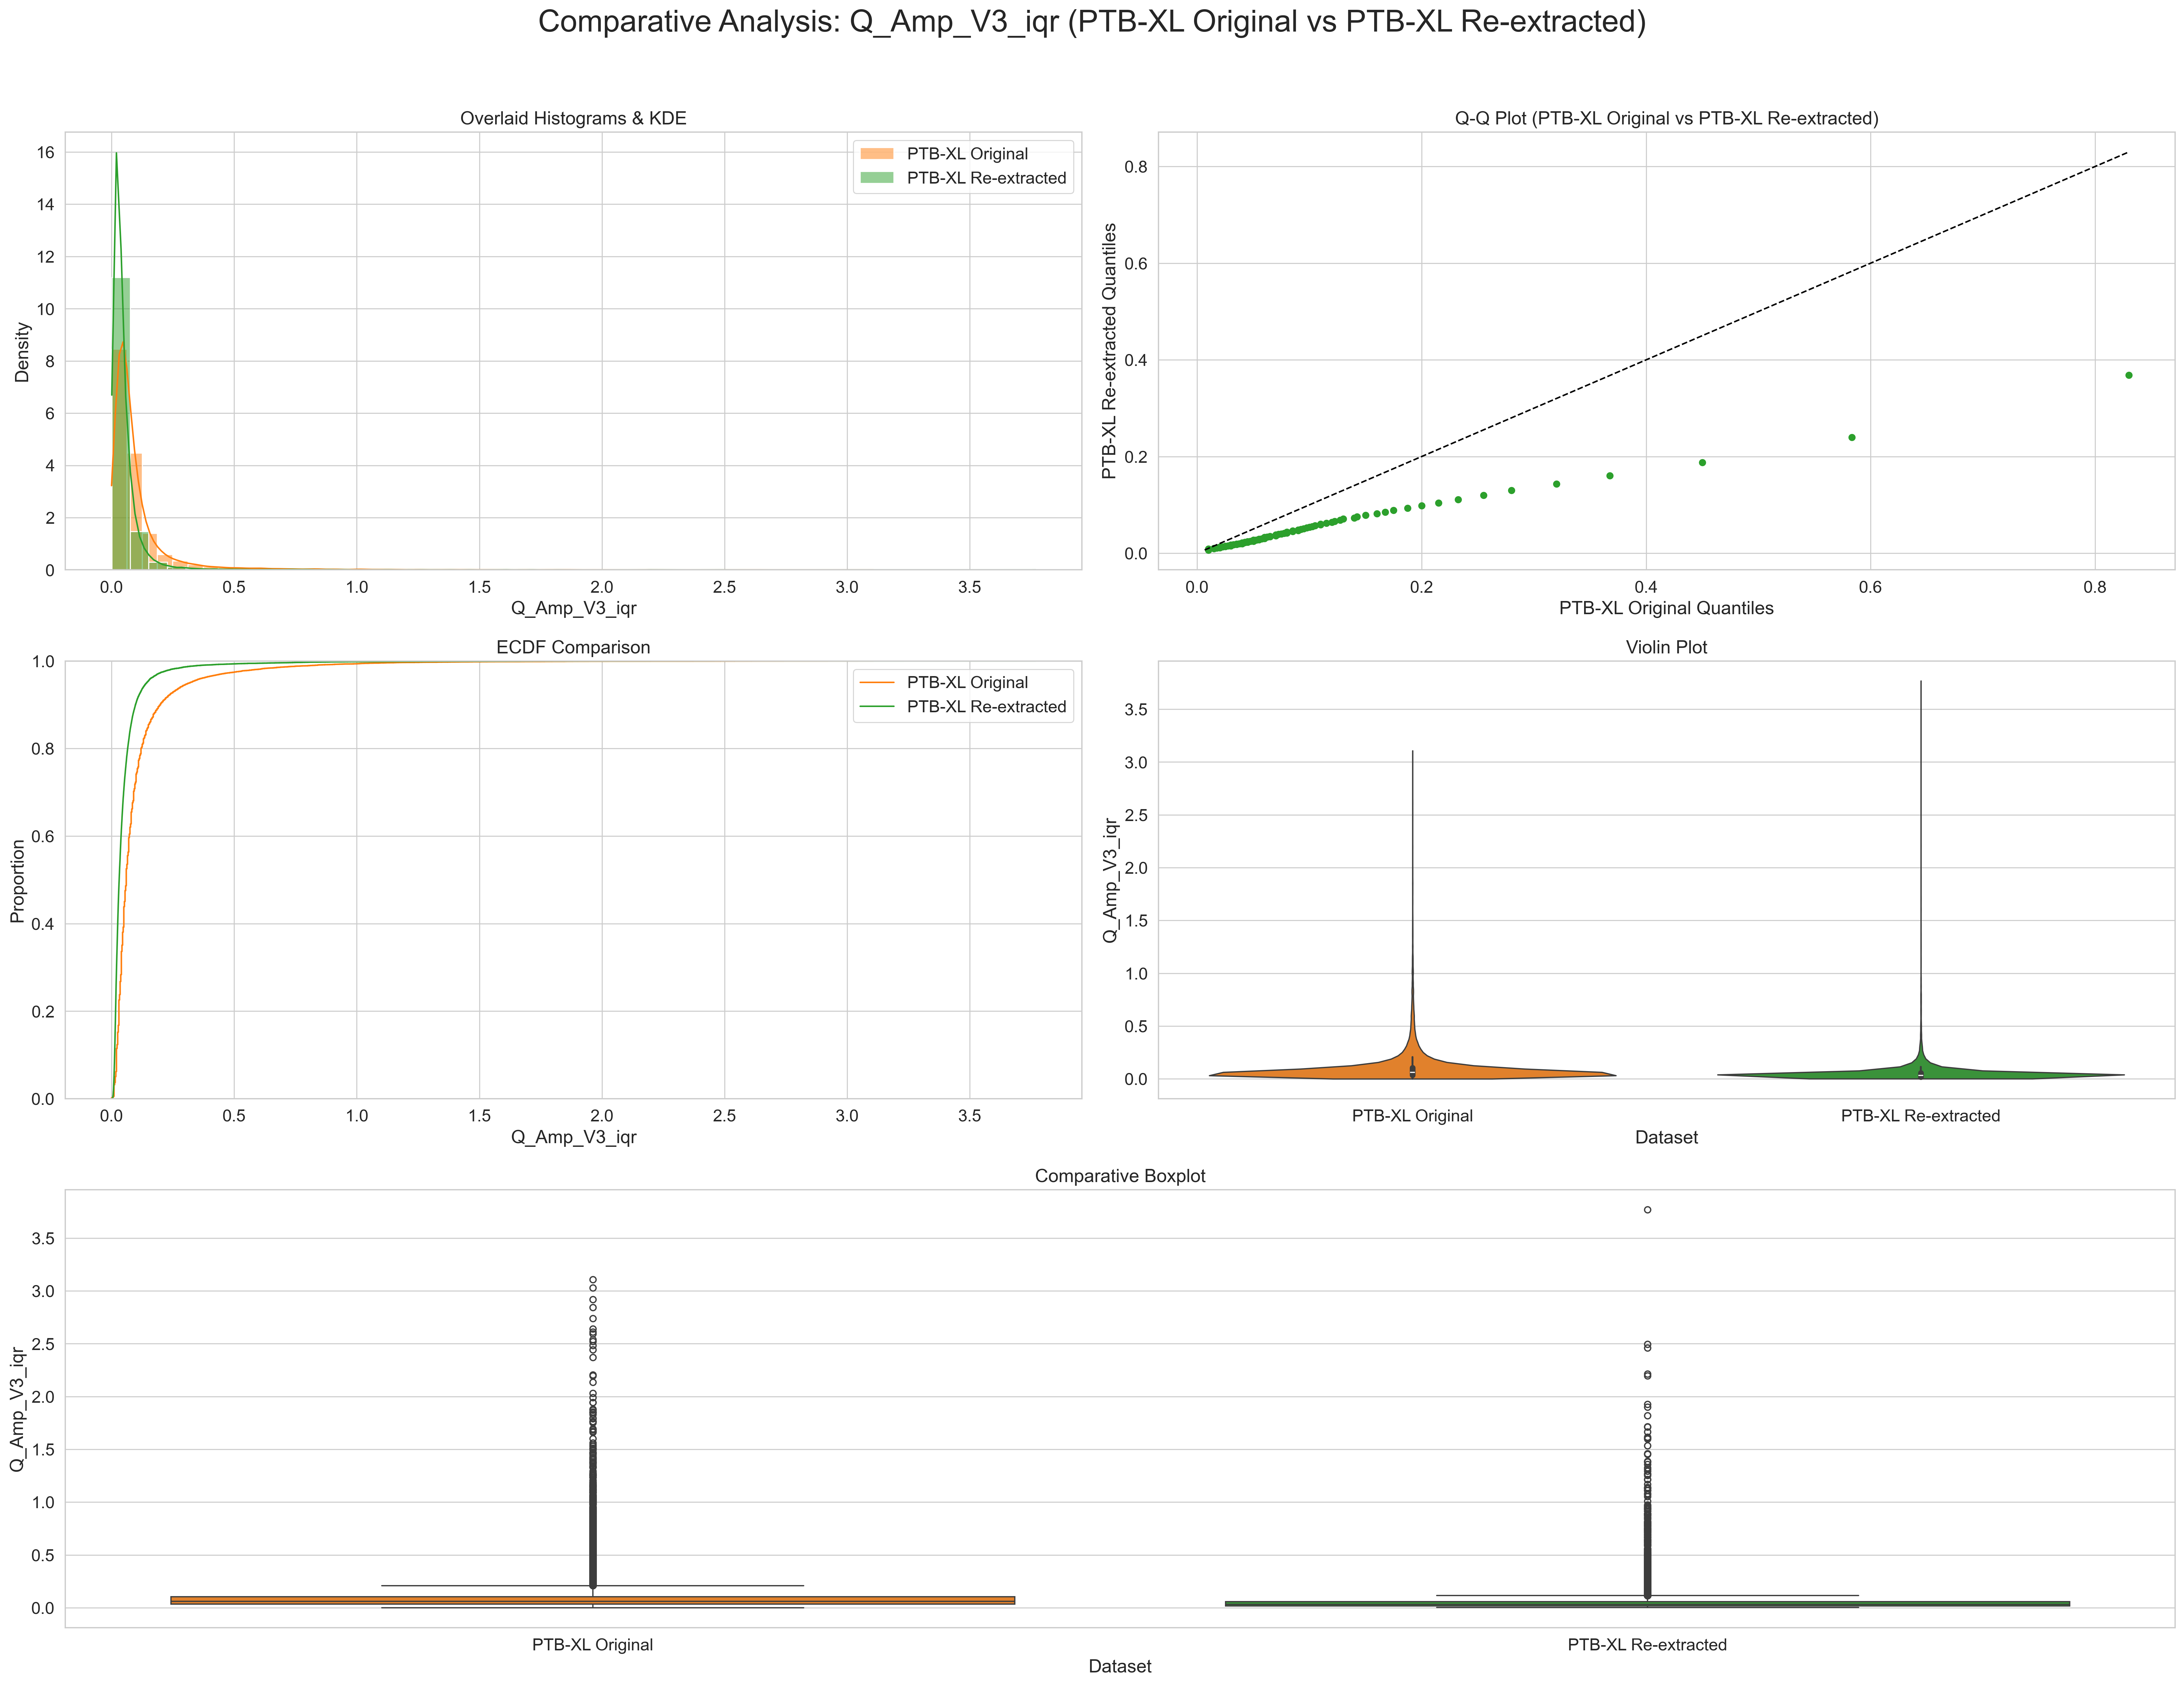 Comparative Analysis: Q_Amp_V3_iqr (PTB-XL Original vs PTB-XL Re-extracted)
Overlaid Histograms & KDE
16
14
12
10
8
6
4
2
0
Density
PTB-XL Original
PTB-XL Re-extracted
0.0 0.5 1.0 1.5 2.0 2.5 3.0 3.5
Q_Amp_V3_iqr
Q-Q Plot (PTB-XL Original vs PTB-XL Re-extracted)
0.8
0.6
0.4
0.2
0.0
PTB-XL Re-extracted Quantiles
0.0 0.2 0.4 0.6 0.8
PTB-XL Original Quantiles
ECDF Comparison
1.0
0.8
0.6
0.4
0.2
0.0
Proportion
PTB-XL Original
PTB-XL Re-extracted
0.0 0.5 1.0 1.5 2.0 2.5 3.0 3.5
Q_Amp_V3_iqr
Violin Plot
3.5
3.0
2.5
2.0
1.5
1.0
0.5
0.0
Q_Amp_V3_iqr
PTB-XL Original PTB-XL Re-extracted
Dataset
Comparative Boxplot
3.5
3.0
2.5
2.0
1.5
1.0
0.5
0.0
Q_Amp_V3_iqr
PTB-XL Original PTB-XL Re-extracted
Dataset